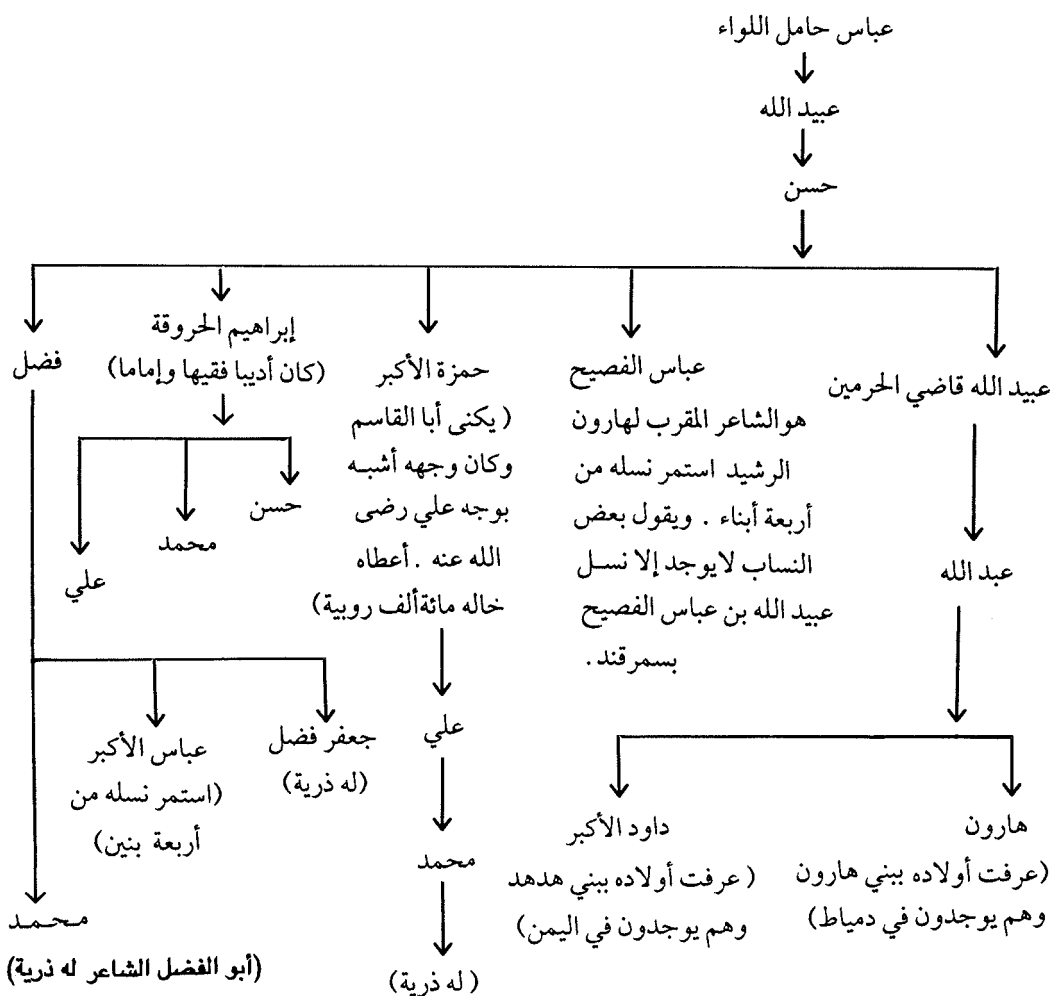 عباس حامل اللواء
عبيد الله
حسن
عبيد الله قاضي الحرمين
عبد الله
هارون
(عرفت أولاده ببني هارون
وهم يوجدون في دمياط)
داود الأكبر
( عرفت أولاده ببني هدهد
وهم يوجدون في اليمن)
عباس الفصيح
هوالشاعر المقرب لهارون
الرشيد استمر نسله من
أربعة أبناء . ويقول بعض
النساب لايوجد إلا نسل
عبيد الله بن عباس الفصيح
بسمرقند .
حمزة الأكبر
( يكنى أبا القاسم
وكان وجهه أشبه
بوجه علي رضى
الله عنه . أعطاه
خاله مائة ألف روبية)
علي
محمد
( له ذرية)
إبراهيم الحروقة
(كان أديبا فقيها وإماما)
حسن
محمد
علي
فضل
جعفر فضل
(له ذرية)
عباس الأكبر
(استمر نسله من
أربعة بنين)
محمد
(أبو الفضل الشاعر له ذرية)